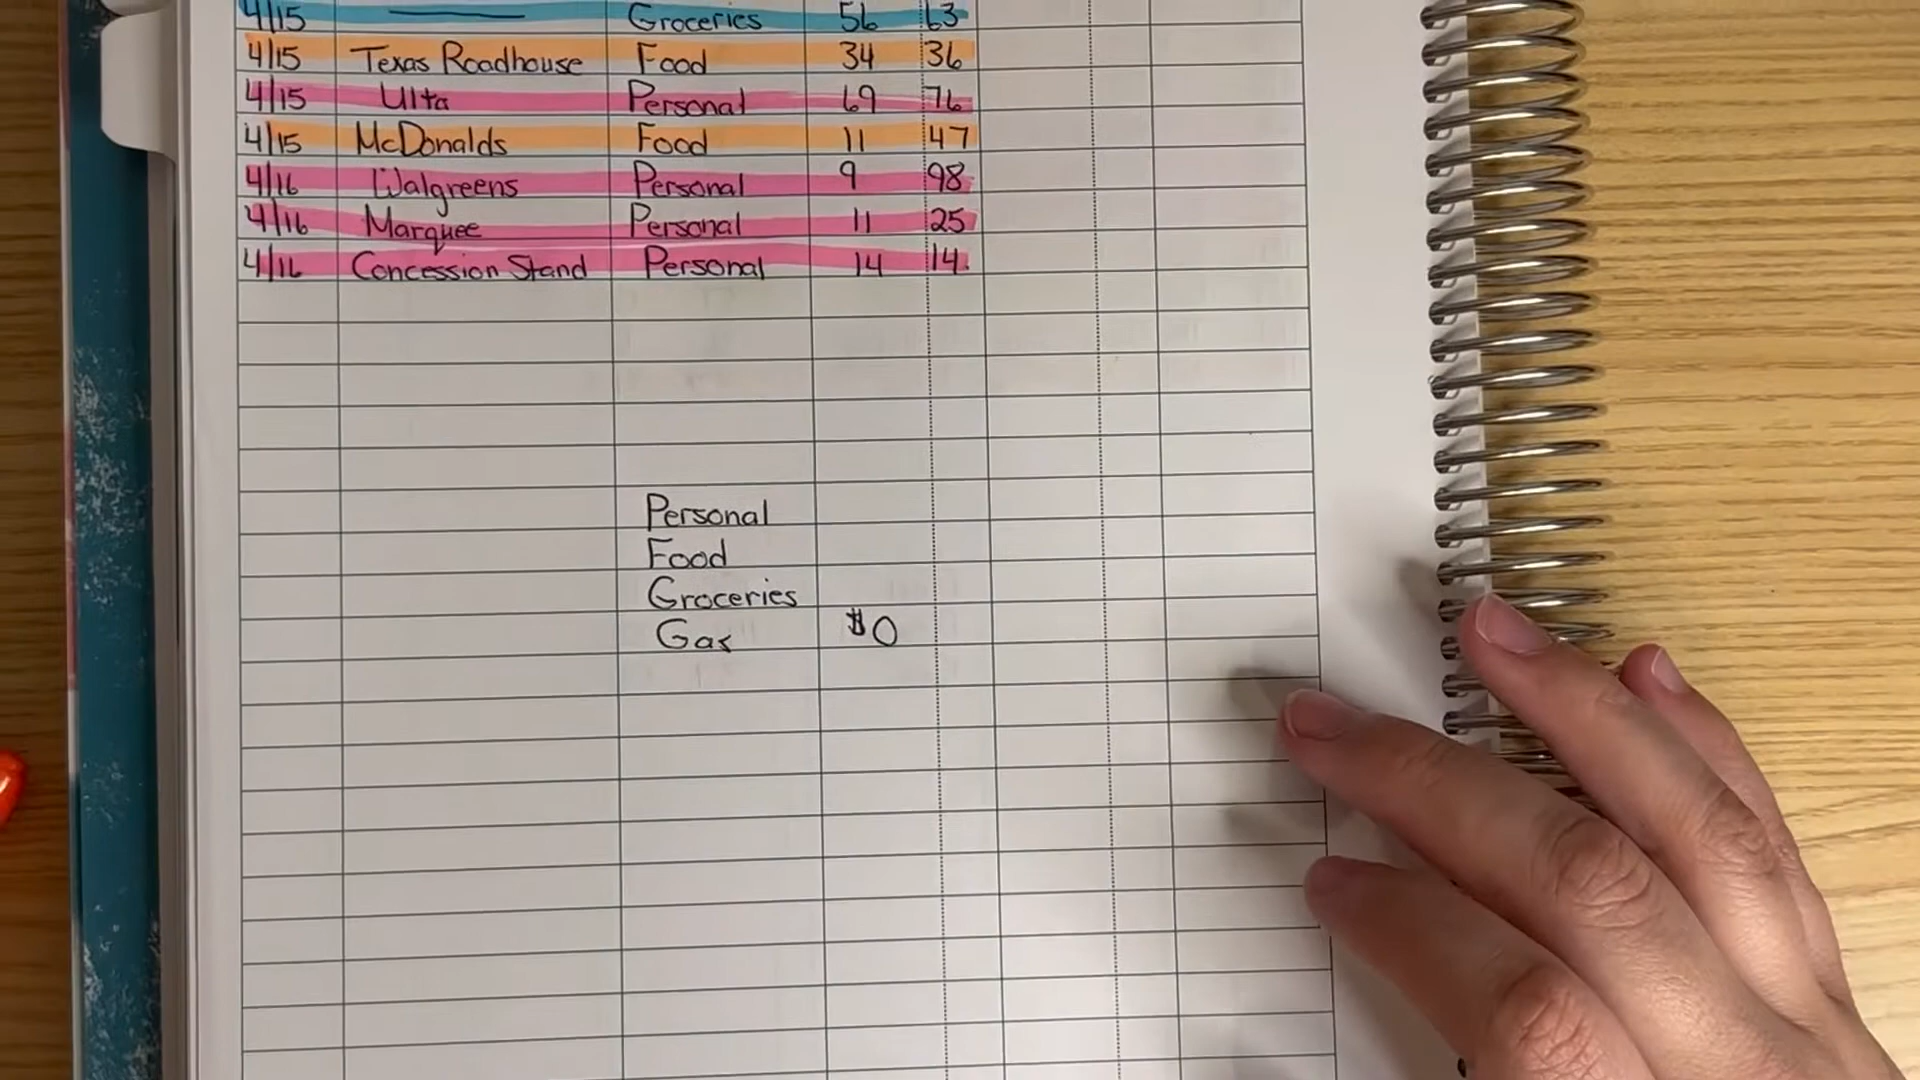 4/15 Groceries 56 63
4/15 Texas Roadhouse Food 34 36
4/15 Ulta Personal 69 76
4/15 McDonalds Food 11 47
4/16 Walgreens Personal 9 98
4/16 Marquee Personal 11 25
4/16 Concession Stand Personal 14 14
Personal
Food
Groceries
Gas $0